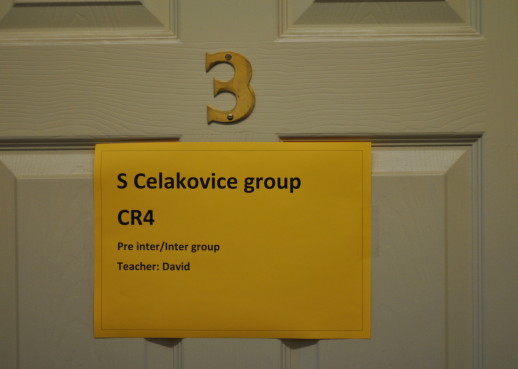 3
S Celakovice group
CR4
Pre inter/Inter group
Teacher: David